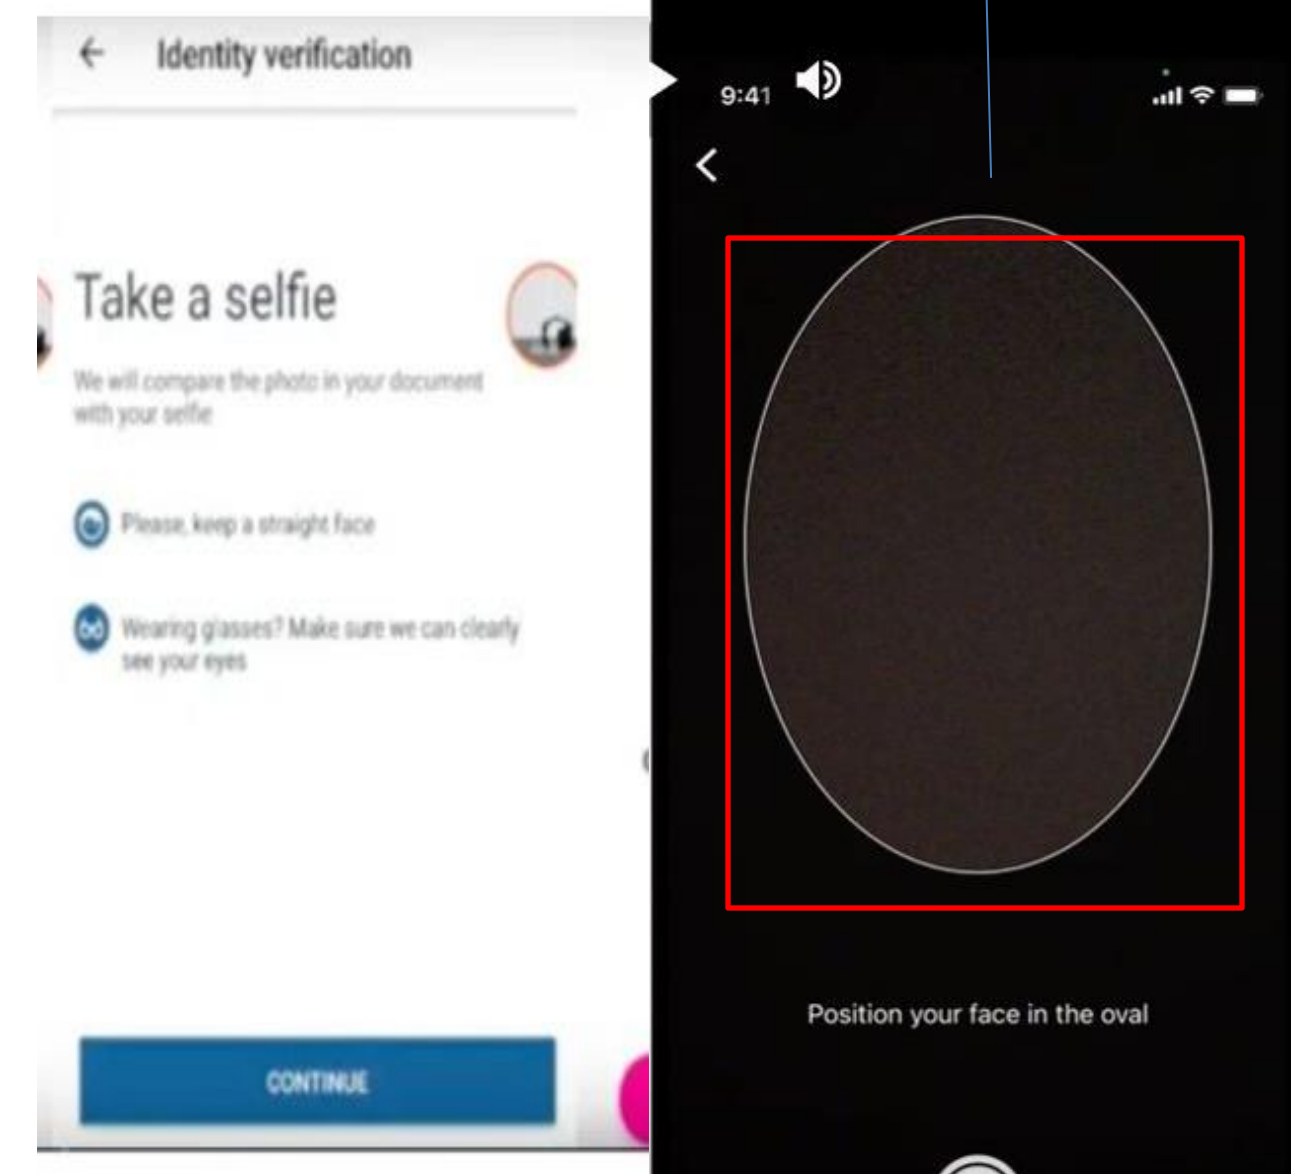 Identity verification
Take a selfie
We will compare the photo in your document
with your selfie
Please, keep a straight face
Wearing glasses? Make sure we can clearly
see your eyes
CONTINUE
9:41
Position your face in the oval